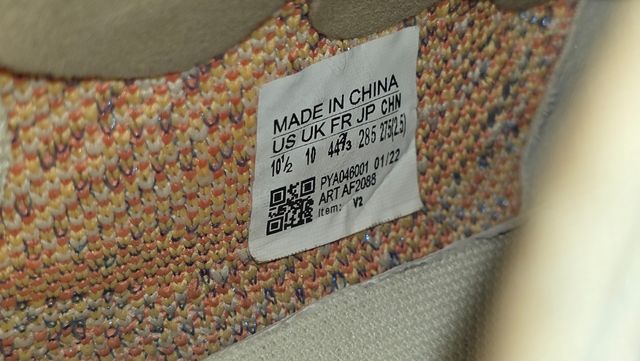 MADE IN CHINA
US UK FR JP CHN
10½ 10 44⅔ 285 275(2.5)
PYA046001 01/22
ART AF2088
item: V2